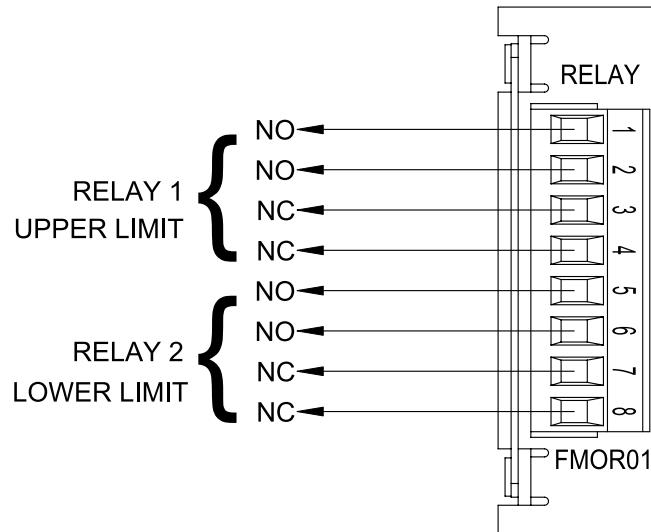 RELAY
NO 1
NO 2
RELAY 1
UPPER LIMIT
NC 3
NC 4
NO 5
NO 6
RELAY 2
LOWER LIMIT
NC 7
NC 8
FMOR01